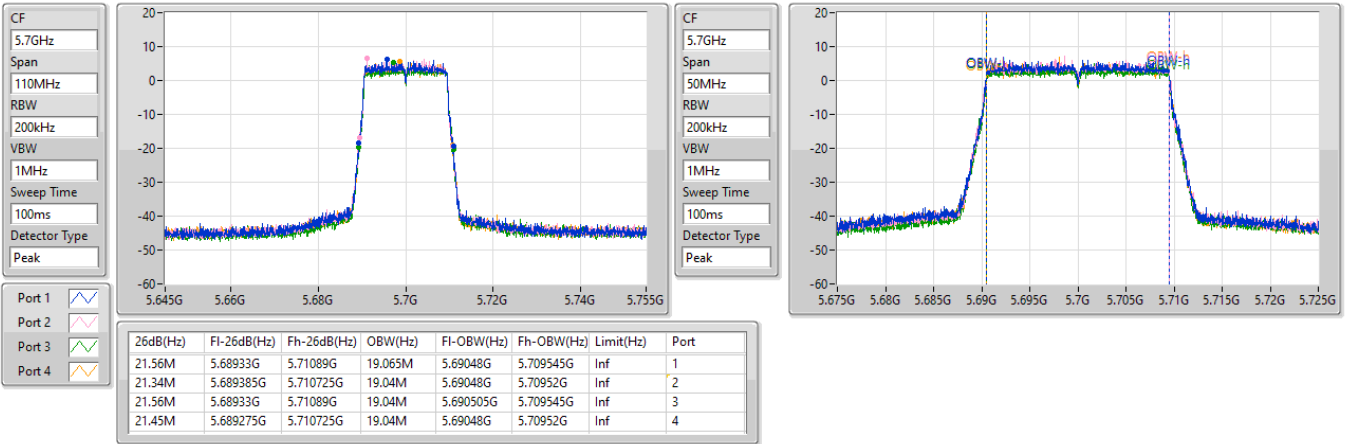 CF
5.7GHz
Span
110MHz
RBW
200kHz
VBW
1MHz
Sweep Time
100ms
Detector Type
Peak
20
10
0
-10
-20
-30
-40
-50
-60
5.645G 5.66G 5.68G 5.7G 5.72G 5.74G 5.755G
CF
5.7GHz
Span
50MHz
RBW
200kHz
VBW
1MHz
Sweep Time
100ms
Detector Type
Peak
20
10
0
-10
-20
-30
-40
-50
-60
OBW-l OBW-h
5.675G 5.68G 5.685G 5.69G 5.695G 5.7G 5.705G 5.71G 5.715G 5.72G 5.725G
Port 1
Port 2
Port 3
Port 4
26dB(Hz) Fl-26dB(Hz) Fh-26dB(Hz) OBW(Hz) Fl-OBW(Hz) Fh-OBW(Hz) Limit(Hz) Port
21.56M 5.68933G 5.71089G 19.065M 5.69048G 5.709545G Inf 1
21.34M 5.689385G 5.710725G 19.04M 5.69048G 5.70952G Inf 2
21.56M 5.68933G 5.71089G 19.04M 5.690505G 5.709545G Inf 3
21.45M 5.689275G 5.710725G 19.04M 5.69048G 5.70952G Inf 4